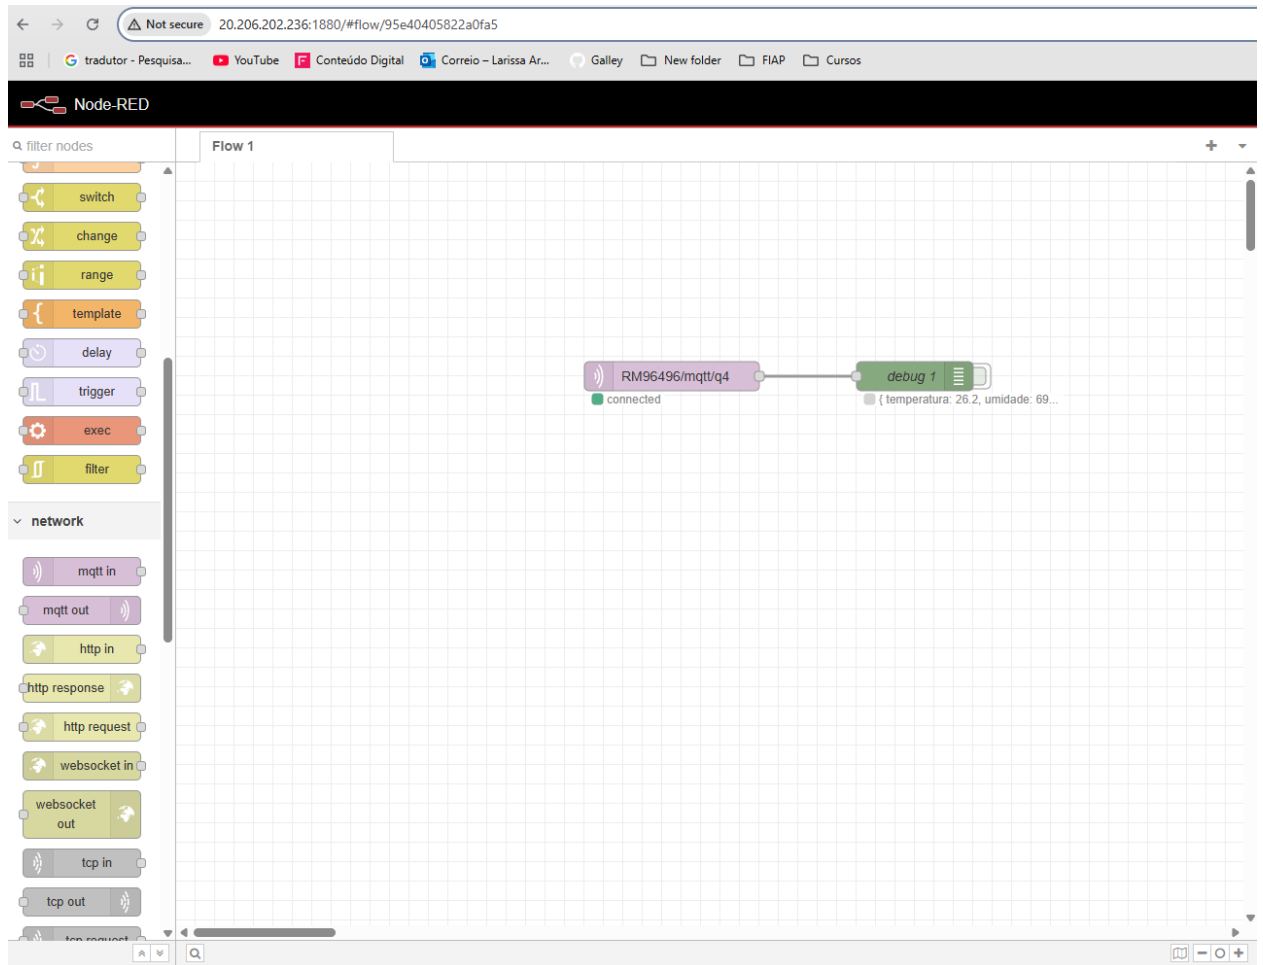 Not secure 20.206.202.236:1880/#flow/95e40405822a0fa5
tradutor - Pesquisa... YouTube Conteúdo Digital Correio – Larissa Ar... Galley New folder FIAP Cursos
Node-RED
filter nodes
Flow 1
switch
change
range
template
delay
trigger
exec
filter
network
mqtt in
mqtt out
http in
http response
http request
websocket in
websocket
out
tcp in
tcp out
tcp request
RM96496/mqtt/q4
connected
debug 1
{ temperatura: 26.2, umidade: 69...